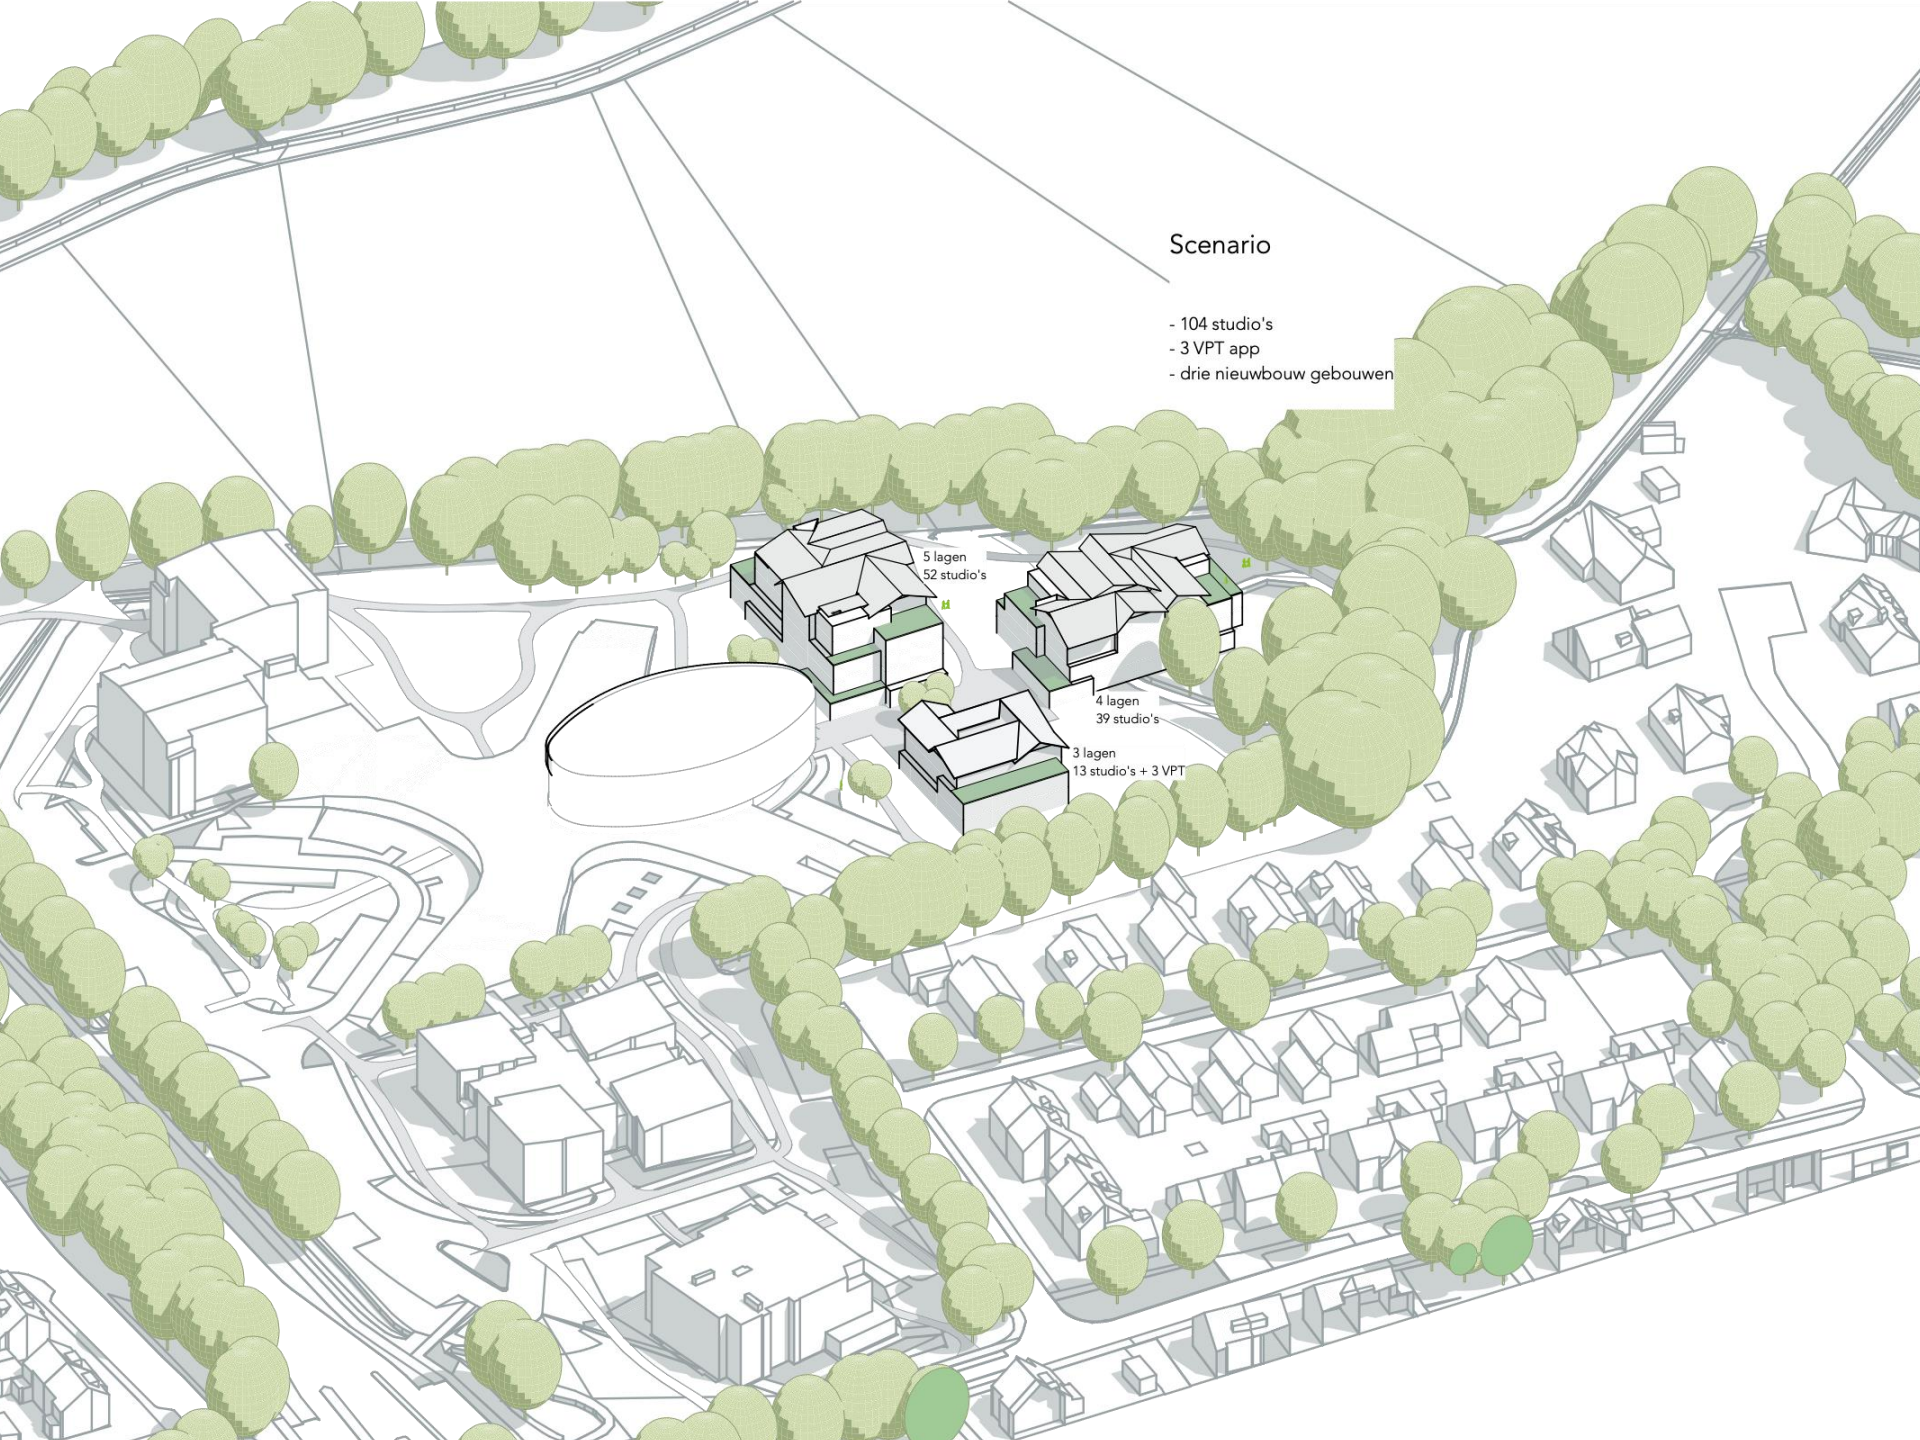 Scenario
- 104 studio's
- 3 VPT app
- drie nieuwbouw gebouwen
5 lagen
52 studio's
4 lagen
39 studio's
3 lagen
13 studio's + 3 VPT